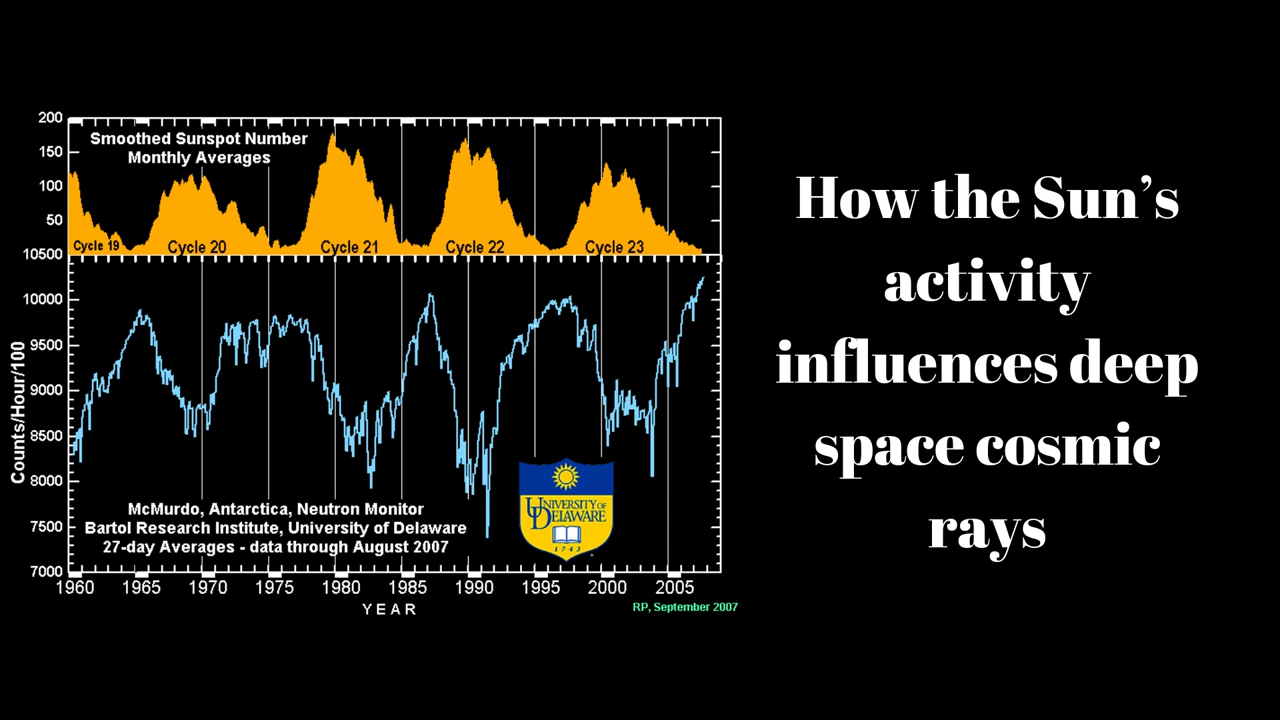 200
Smoothed Sunspot Number
Monthly Averages
150
100
50
Cycle 19
Cycle 20
Cycle 21
Cycle 22
Cycle 23
10500
10000
9500
9000
8500
8000
7500
7000
Counts/Hour/100
McMurdo, Antarctica, Neutron Monitor
Bartol Research Institute, University of Delaware
27-day Averages - data through August 2007
UNIVERSITY OF
DELAWARE
1743
1960 1965 1970 1975 1980 1985 1990 1995 2000 2005
YEAR
RP, September 2007
How the Sun’s
activity
influences deep
space cosmic
rays